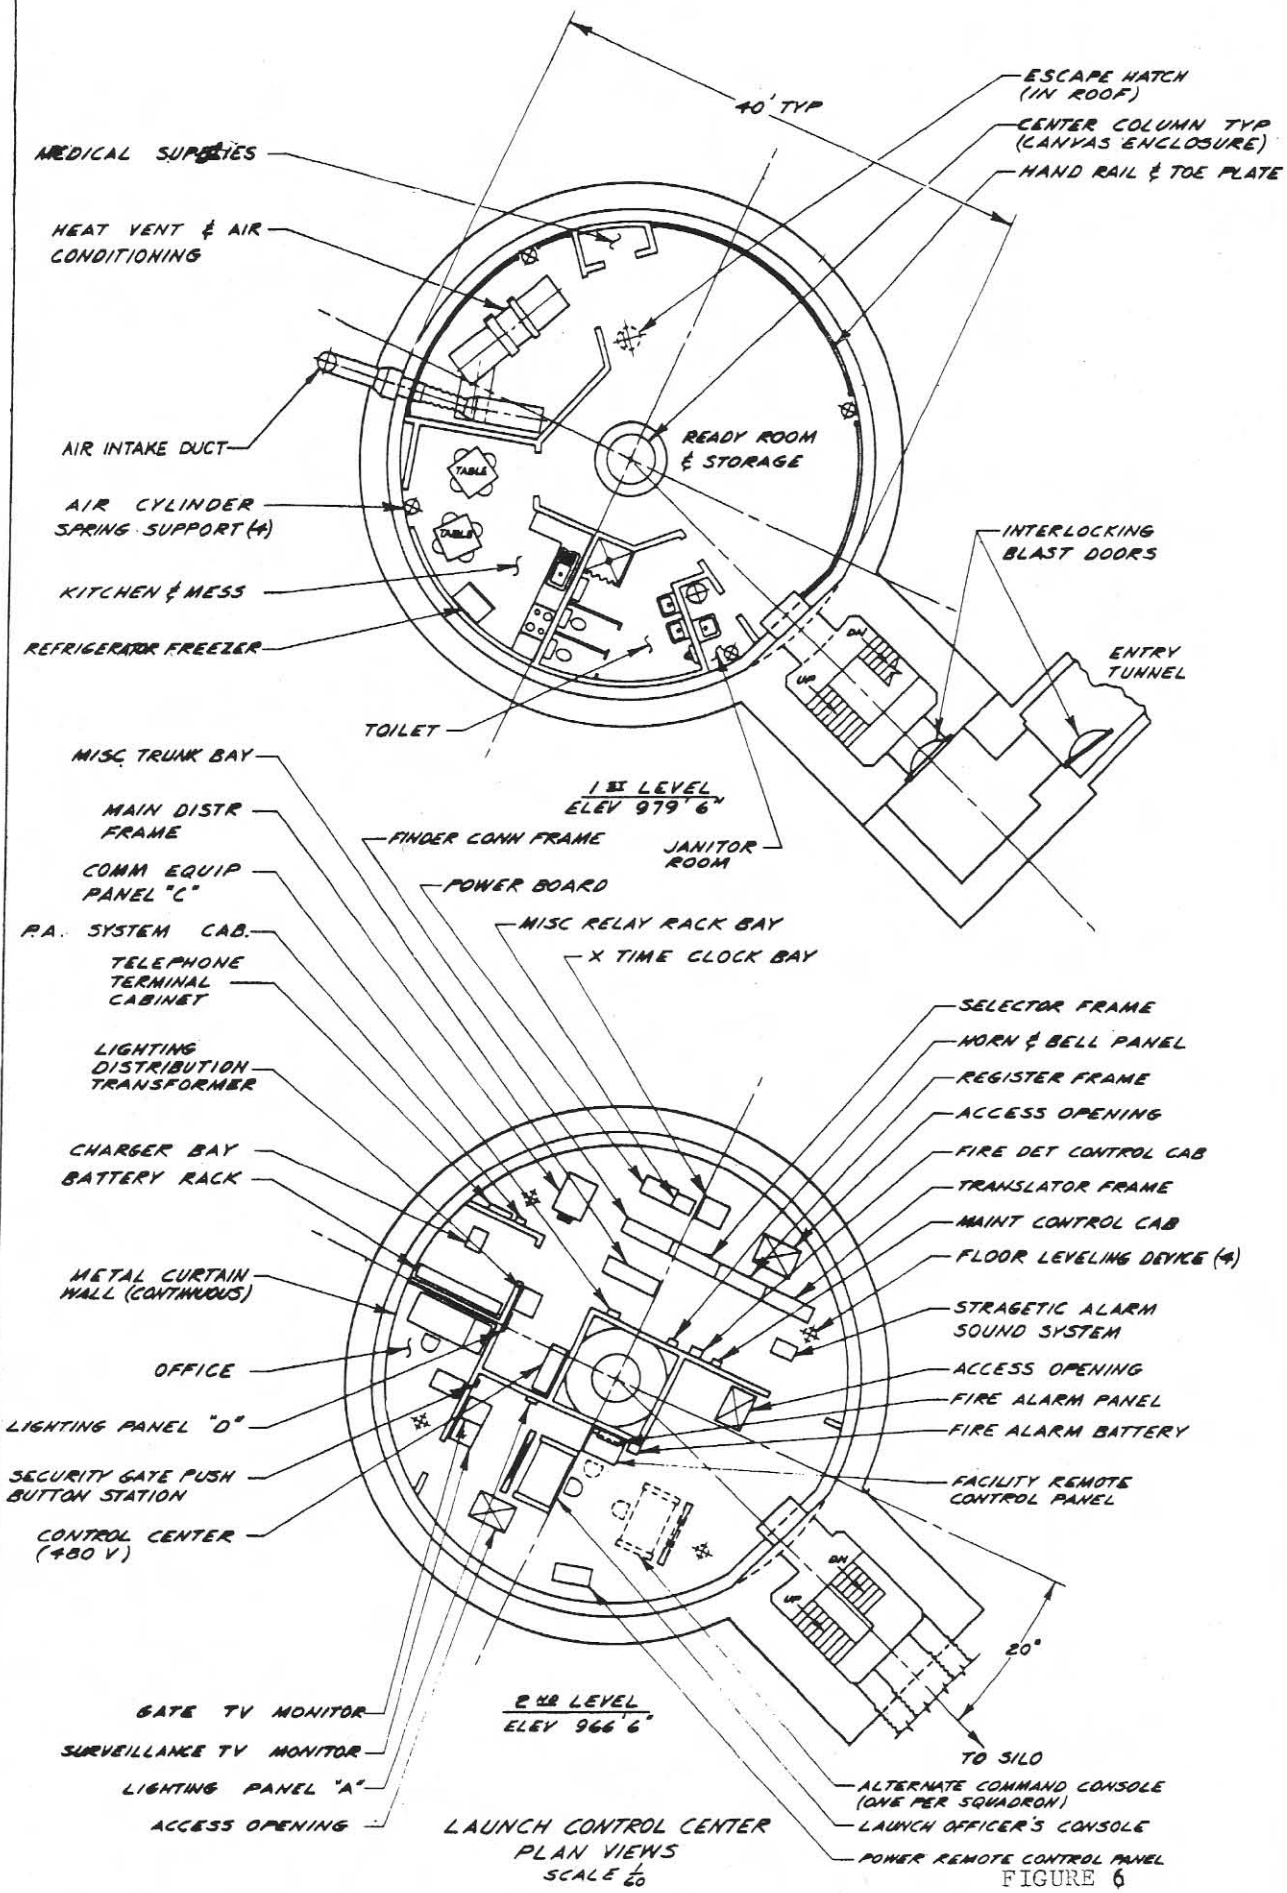 40' TYP
ESCAPE HATCH
(IN ROOF)
CENTER COLUMN TYP
(CANVAS ENCLOSURE)
HAND RAIL & TOE PLATE
MEDICAL SUPPLIES
HEAT VENT & AIR
CONDITIONING
AIR INTAKE DUCT
AIR CYLINDER
SPRING SUPPORT (4)
KITCHEN & MESS
REFRIGERATOR FREEZER
TOILET
TABLE
TABLE
READY ROOM
& STORAGE
INTERLOCKING
BLAST DOORS
ENTRY
TUNNEL
DN
UP
1ST LEVEL
ELEV 979' 6"
JANITOR
ROOM
MISC TRUNK BAY
MAIN DISTR
FRAME
COMM EQUIP
PANEL "C"
P.A. SYSTEM CAB.
TELEPHONE
TERMINAL
CABINET
LIGHTING
DISTRIBUTION
TRANSFORMER
CHARGER BAY
BATTERY RACK
METAL CURTAIN
WALL (CONTINUOUS)
OFFICE
LIGHTING PANEL "D"
SECURITY GATE PUSH
BUTTON STATION
CONTROL CENTER
(480 V)
FINDER CONN FRAME
POWER BOARD
MISC RELAY RACK BAY
X TIME CLOCK BAY
SELECTOR FRAME
HORN & BELL PANEL
REGISTER FRAME
ACCESS OPENING
FIRE DET CONTROL CAB
TRANSLATOR FRAME
MAINT CONTROL CAB
FLOOR LEVELING DEVICE (4)
STRAGETIC ALARM
SOUND SYSTEM
ACCESS OPENING
FIRE ALARM PANEL
FIRE ALARM BATTERY
FACILITY REMOTE
CONTROL PANEL
DN
UP
20°
TO SILO
GATE TV MONITOR
SURVEILLANCE TV MONITOR
LIGHTING PANEL "A"
ACCESS OPENING
2ND LEVEL
ELEV 966' 6"
ALTERNATE COMMAND CONSOLE
(ONE PER SQUADRON)
LAUNCH OFFICER'S CONSOLE
POWER REMOTE CONTROL PANEL
LAUNCH CONTROL CENTER
PLAN VIEWS
SCALE 1/60
FIGURE 6